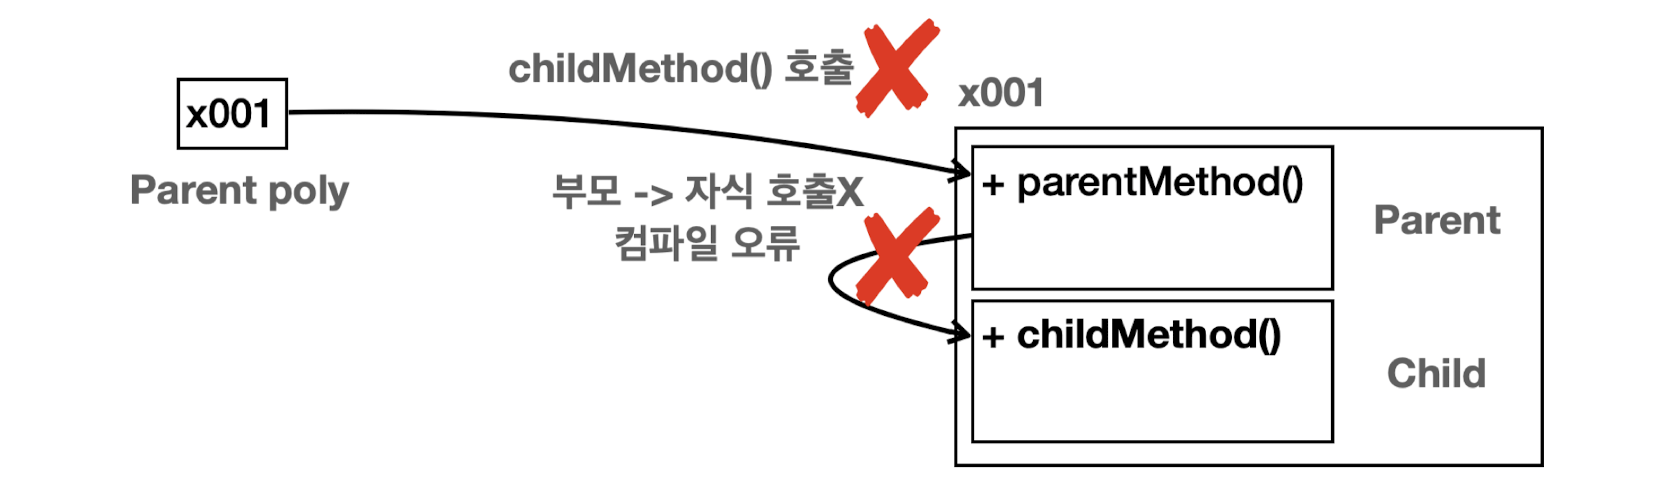 childMethod() 호출
x001
x001
Parent poly
부모 -> 자식 호출X
컴파일 오류
+ parentMethod()
Parent
+ childMethod()
Child